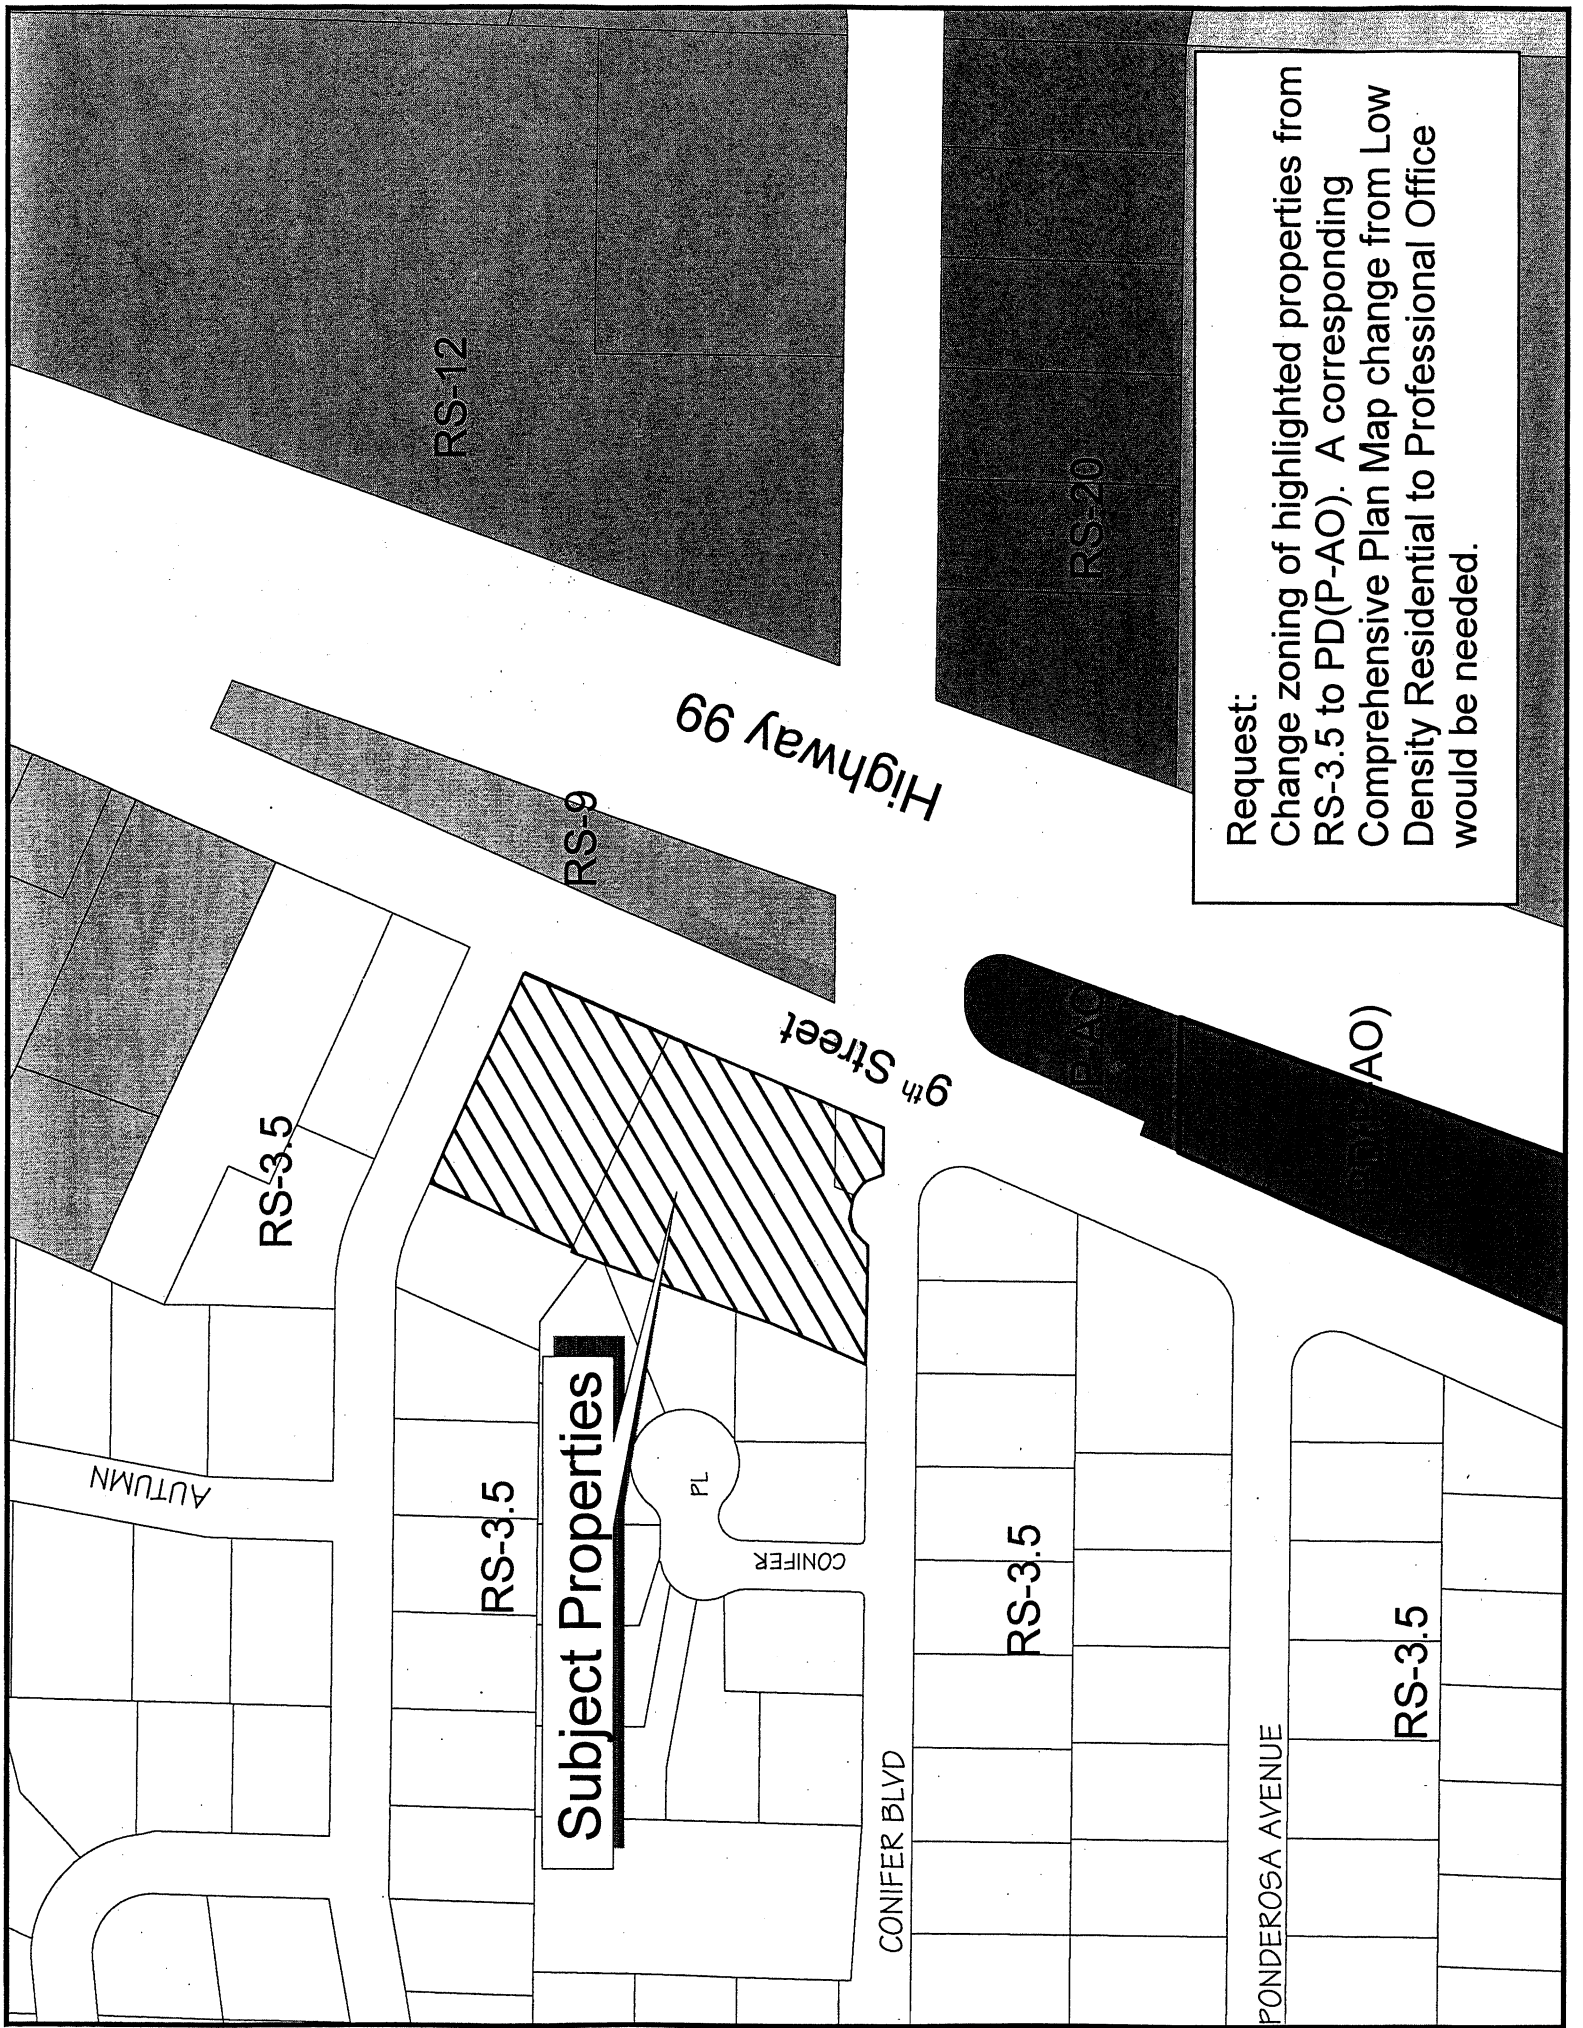 AUTUMN
RS-3.5
RS-12
RS-3.5
Subject Properties
RS-9
PL
CONIFER
Highway 99
9th Street
CONIFER BLVD
RS-3.5
P-AO
RS-20
PONDEROSA AVENUE
RS-3.5
AO)
Request:
Change zoning of highlighted properties from
RS-3.5 to PD(P-AO). A corresponding
Comprehensive Plan Map change from Low
Density Residential to Professional Office
would be needed.